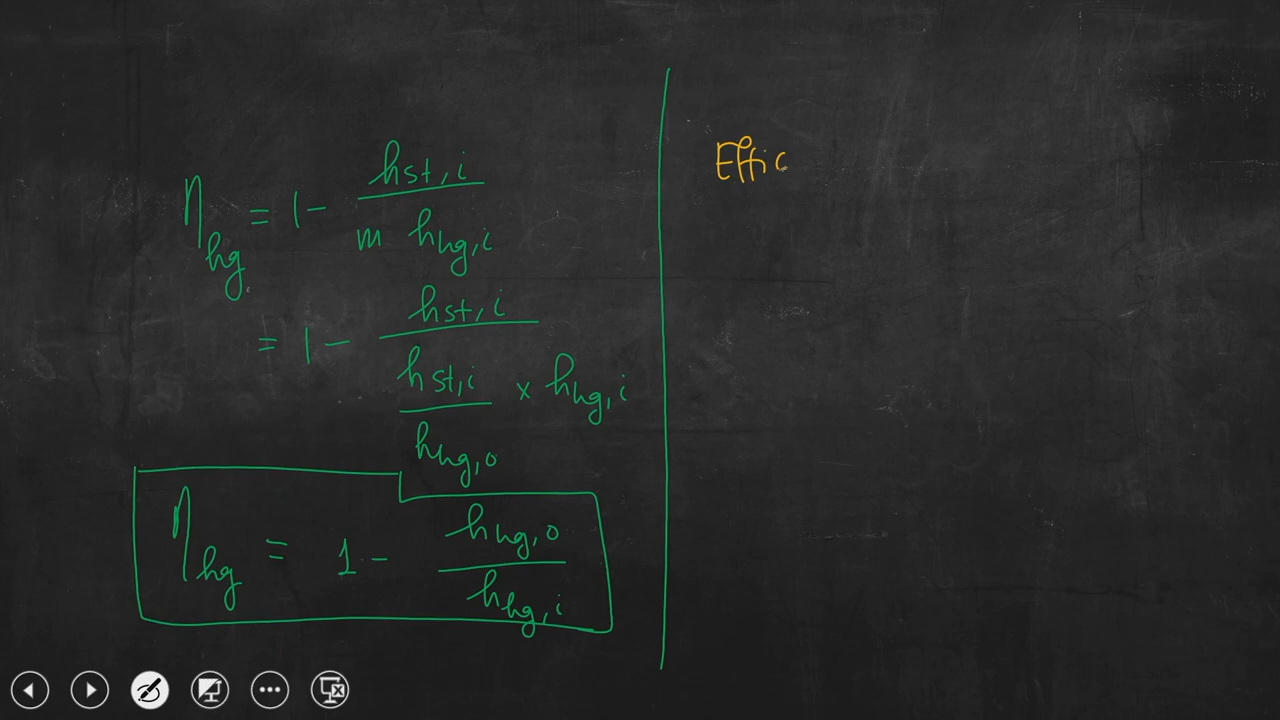 η_hg = 1 - h_st,i / (m h_hg,i)
= 1 - h_st,i / ((h_st,i / h_hg,o) × h_hg,i)
η_hg = 1 - h_hg,o / h_hg,i
Effic